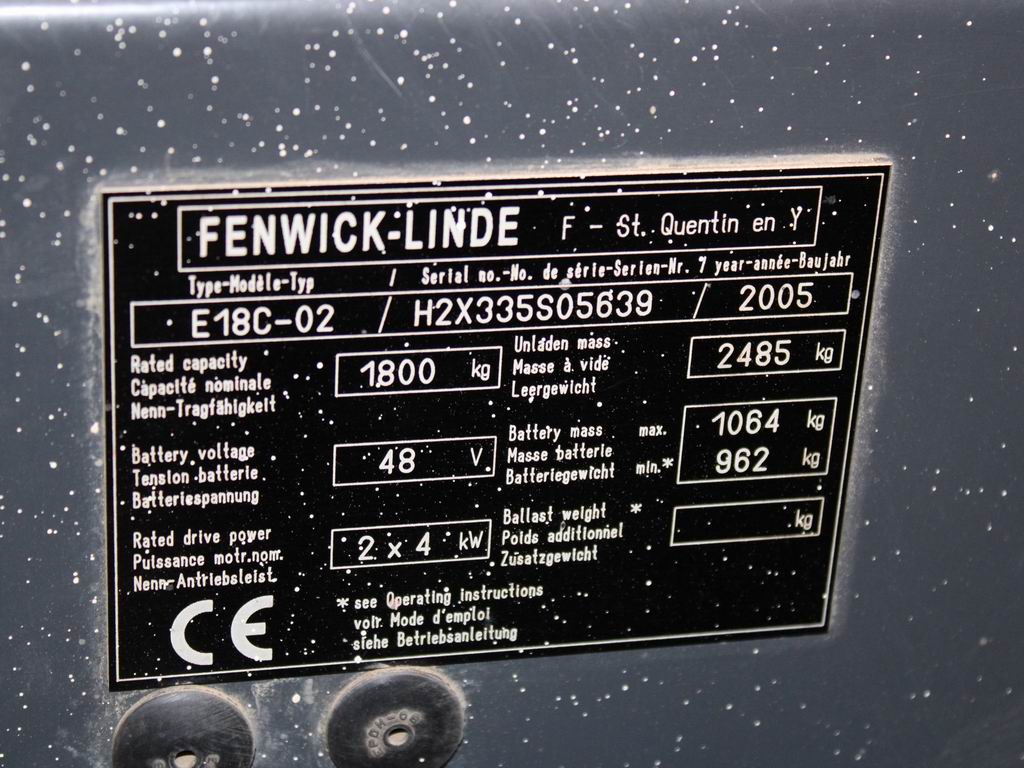 FENWICK-LINDE F - St. Quentin en Y
Type-Modèle-Typ / Serial no.-No. de série-Serien-Nr. / year-année-Baujahr
E18C-02 / H2X335S05639 / 2005
Rated capacity
Capacité nominale
Nenn-Tragfähigkeit
1800 kg
Unladen mass
Masse à vide
Leergewicht
2485 kg
Battery voltage
Tension batterie
Batteriespannung
48 V
Battery mass max.
Masse batterie
Batteriegewicht min.*
1064 kg
962 kg
Rated drive power
Puissance motr.nom.
Nenn-Antriebsleist.
2 x 4 kW
Ballast weight *
Poids additionnel
Zusatzgewicht
kg
CE
* see Operating instructions
voir Mode d'emploi
siehe Betriebsanleitung